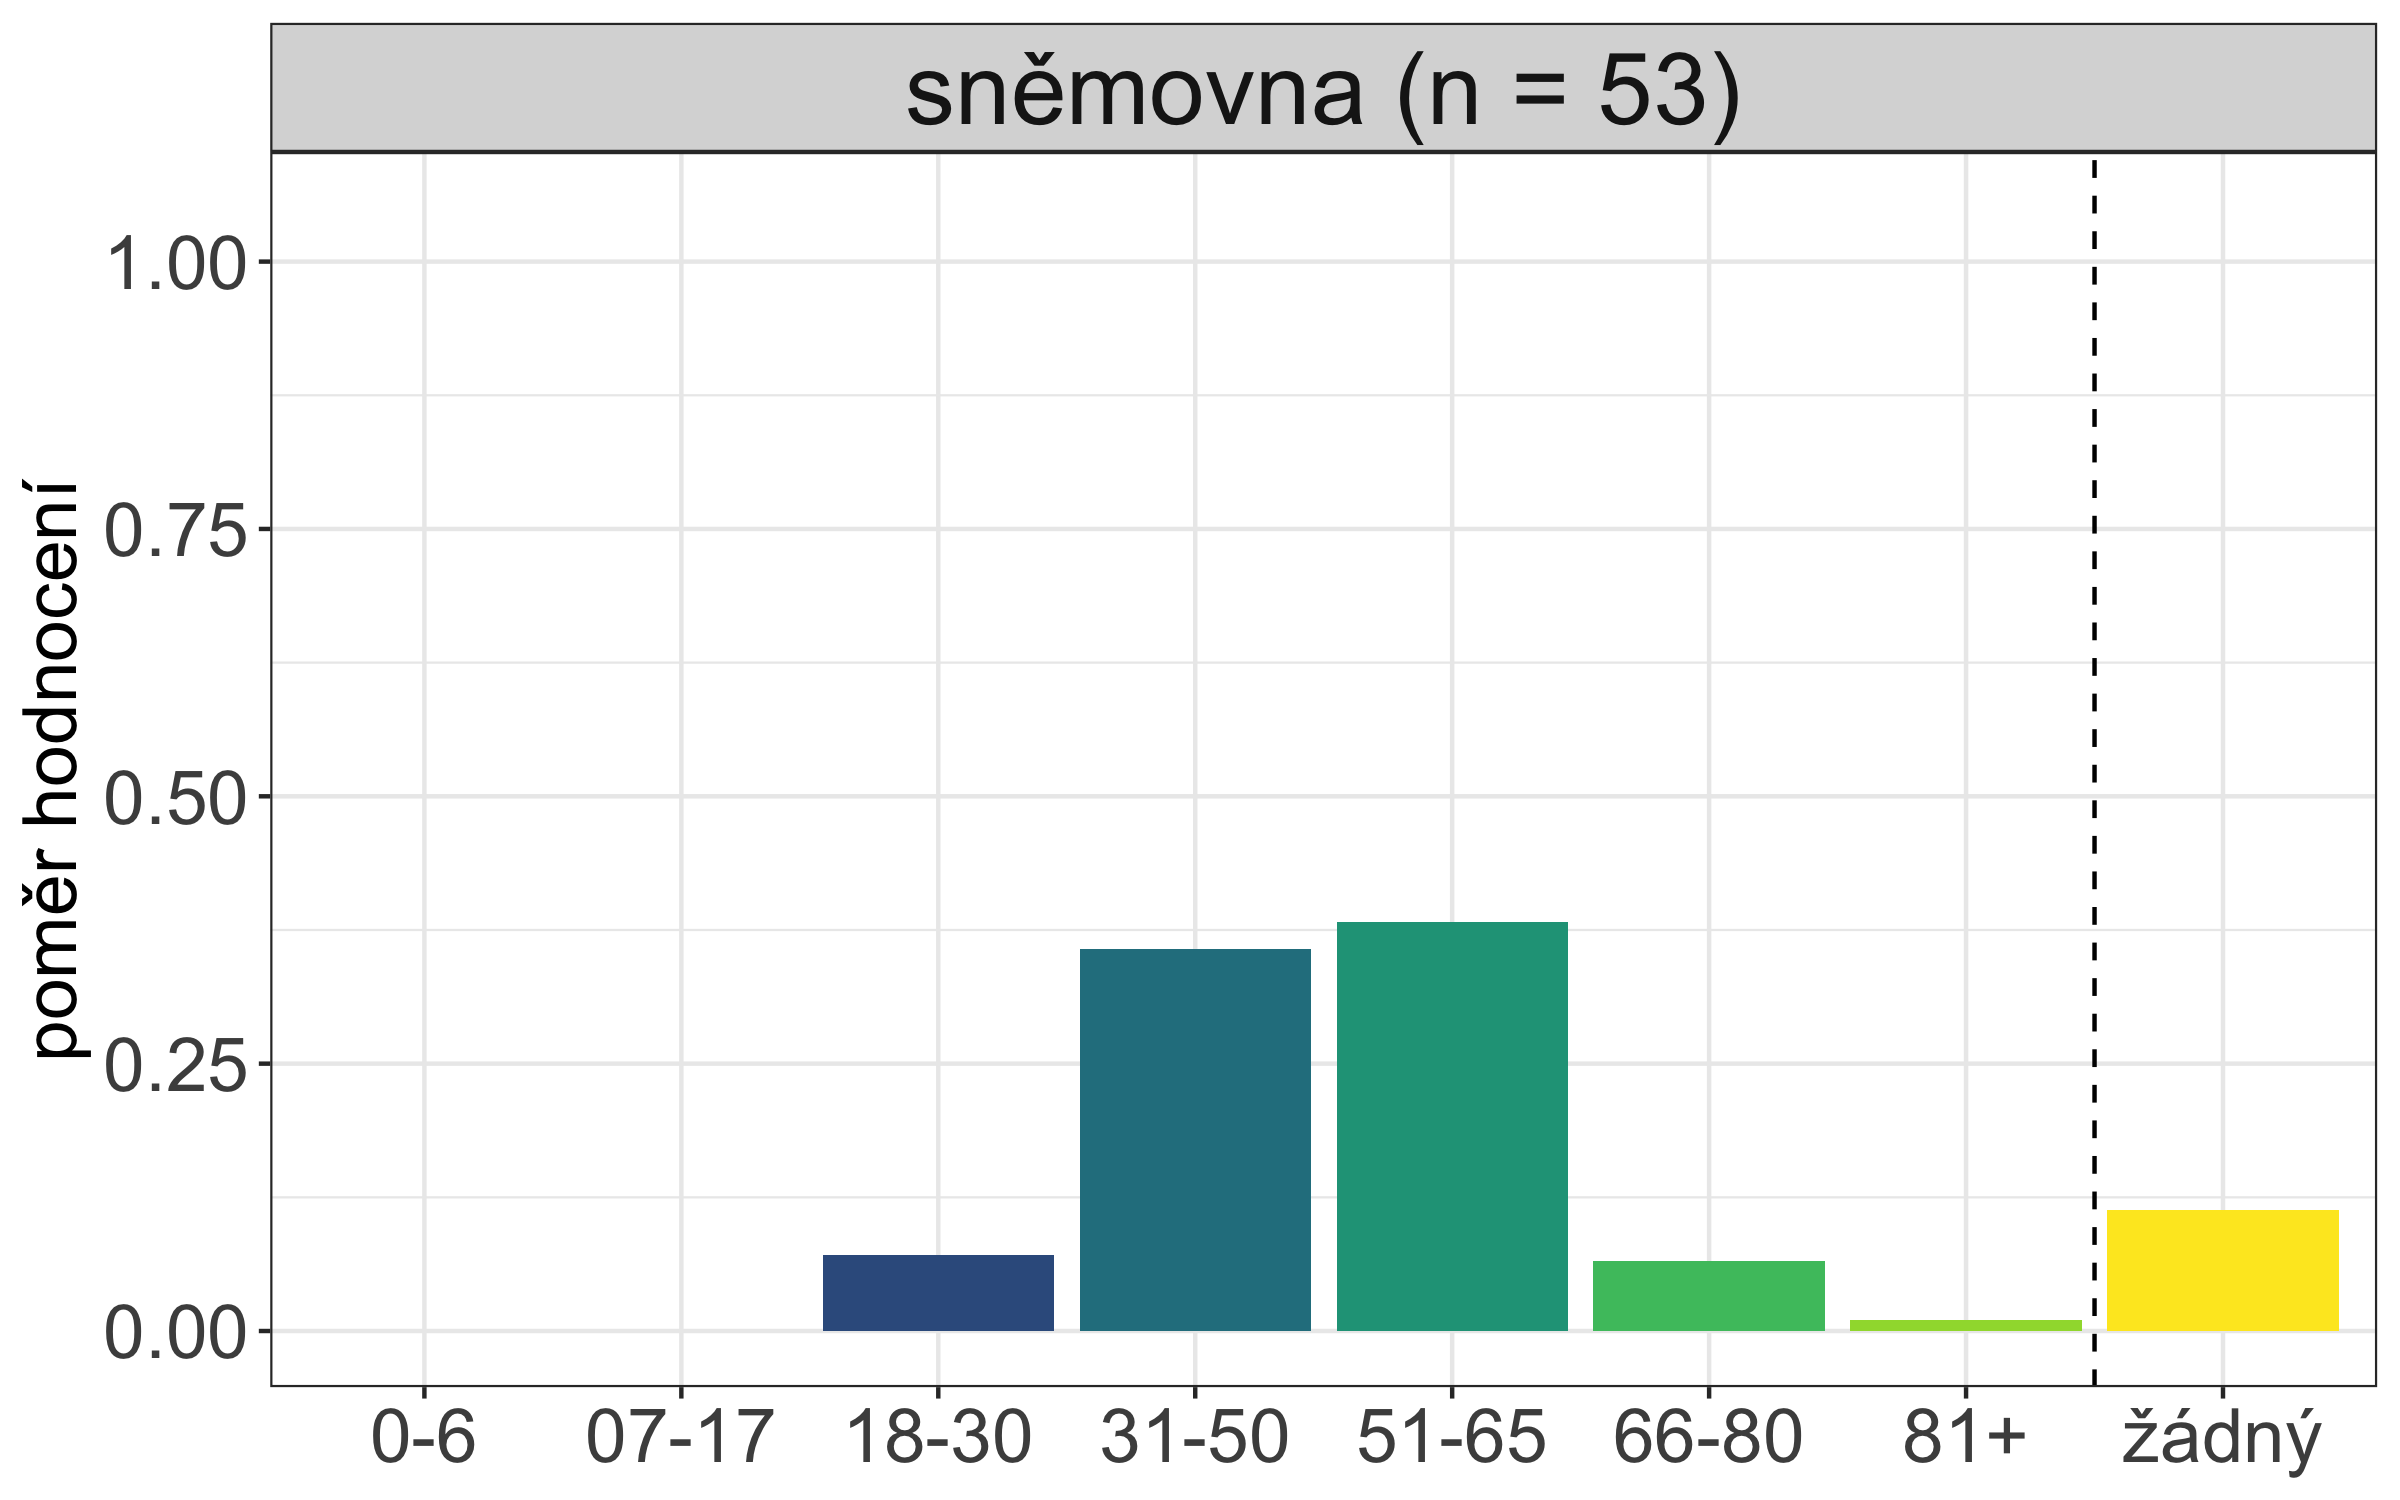 sněmovna (n = 53)
poměr hodnocení
1.00
0.75
0.50
0.25
0.00
0-6 07-17 18-30 31-50 51-65 66-80 81+ žádný